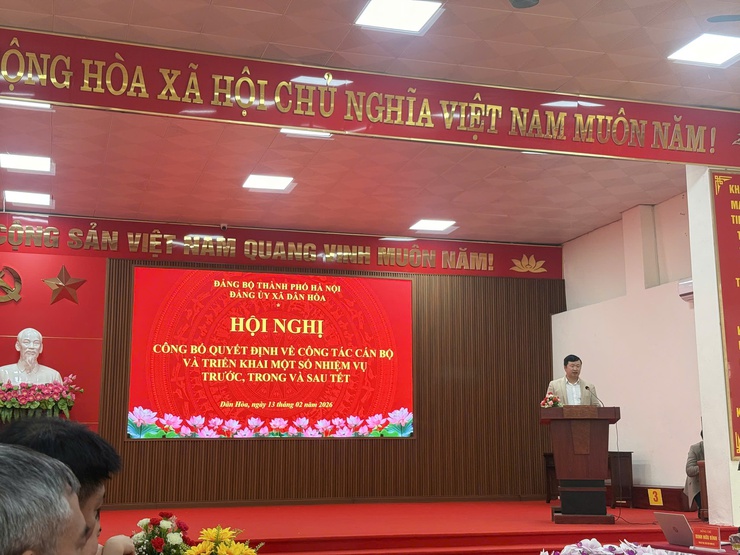 ỘNG HÒA XÃ HỘI CHỦ NGHĨA VIỆT NAM MUÔN NĂM!
CỘNG SẢN VIỆT NAM QUANG VINH MUÔN NĂM!
ĐẢNG BỘ THÀNH PHỐ HÀ NỘI
ĐẢNG ỦY XÃ DÂN HÒA
HỘI NGHỊ
CÔNG BỐ QUYẾT ĐỊNH VỀ CÔNG TÁC CÁN BỘ
VÀ TRIỂN KHAI MỘT SỐ NHIỆM VỤ
TRƯỚC, TRONG VÀ SAU TẾT
Dân Hòa, ngày 13 tháng 02 năm 2026
3